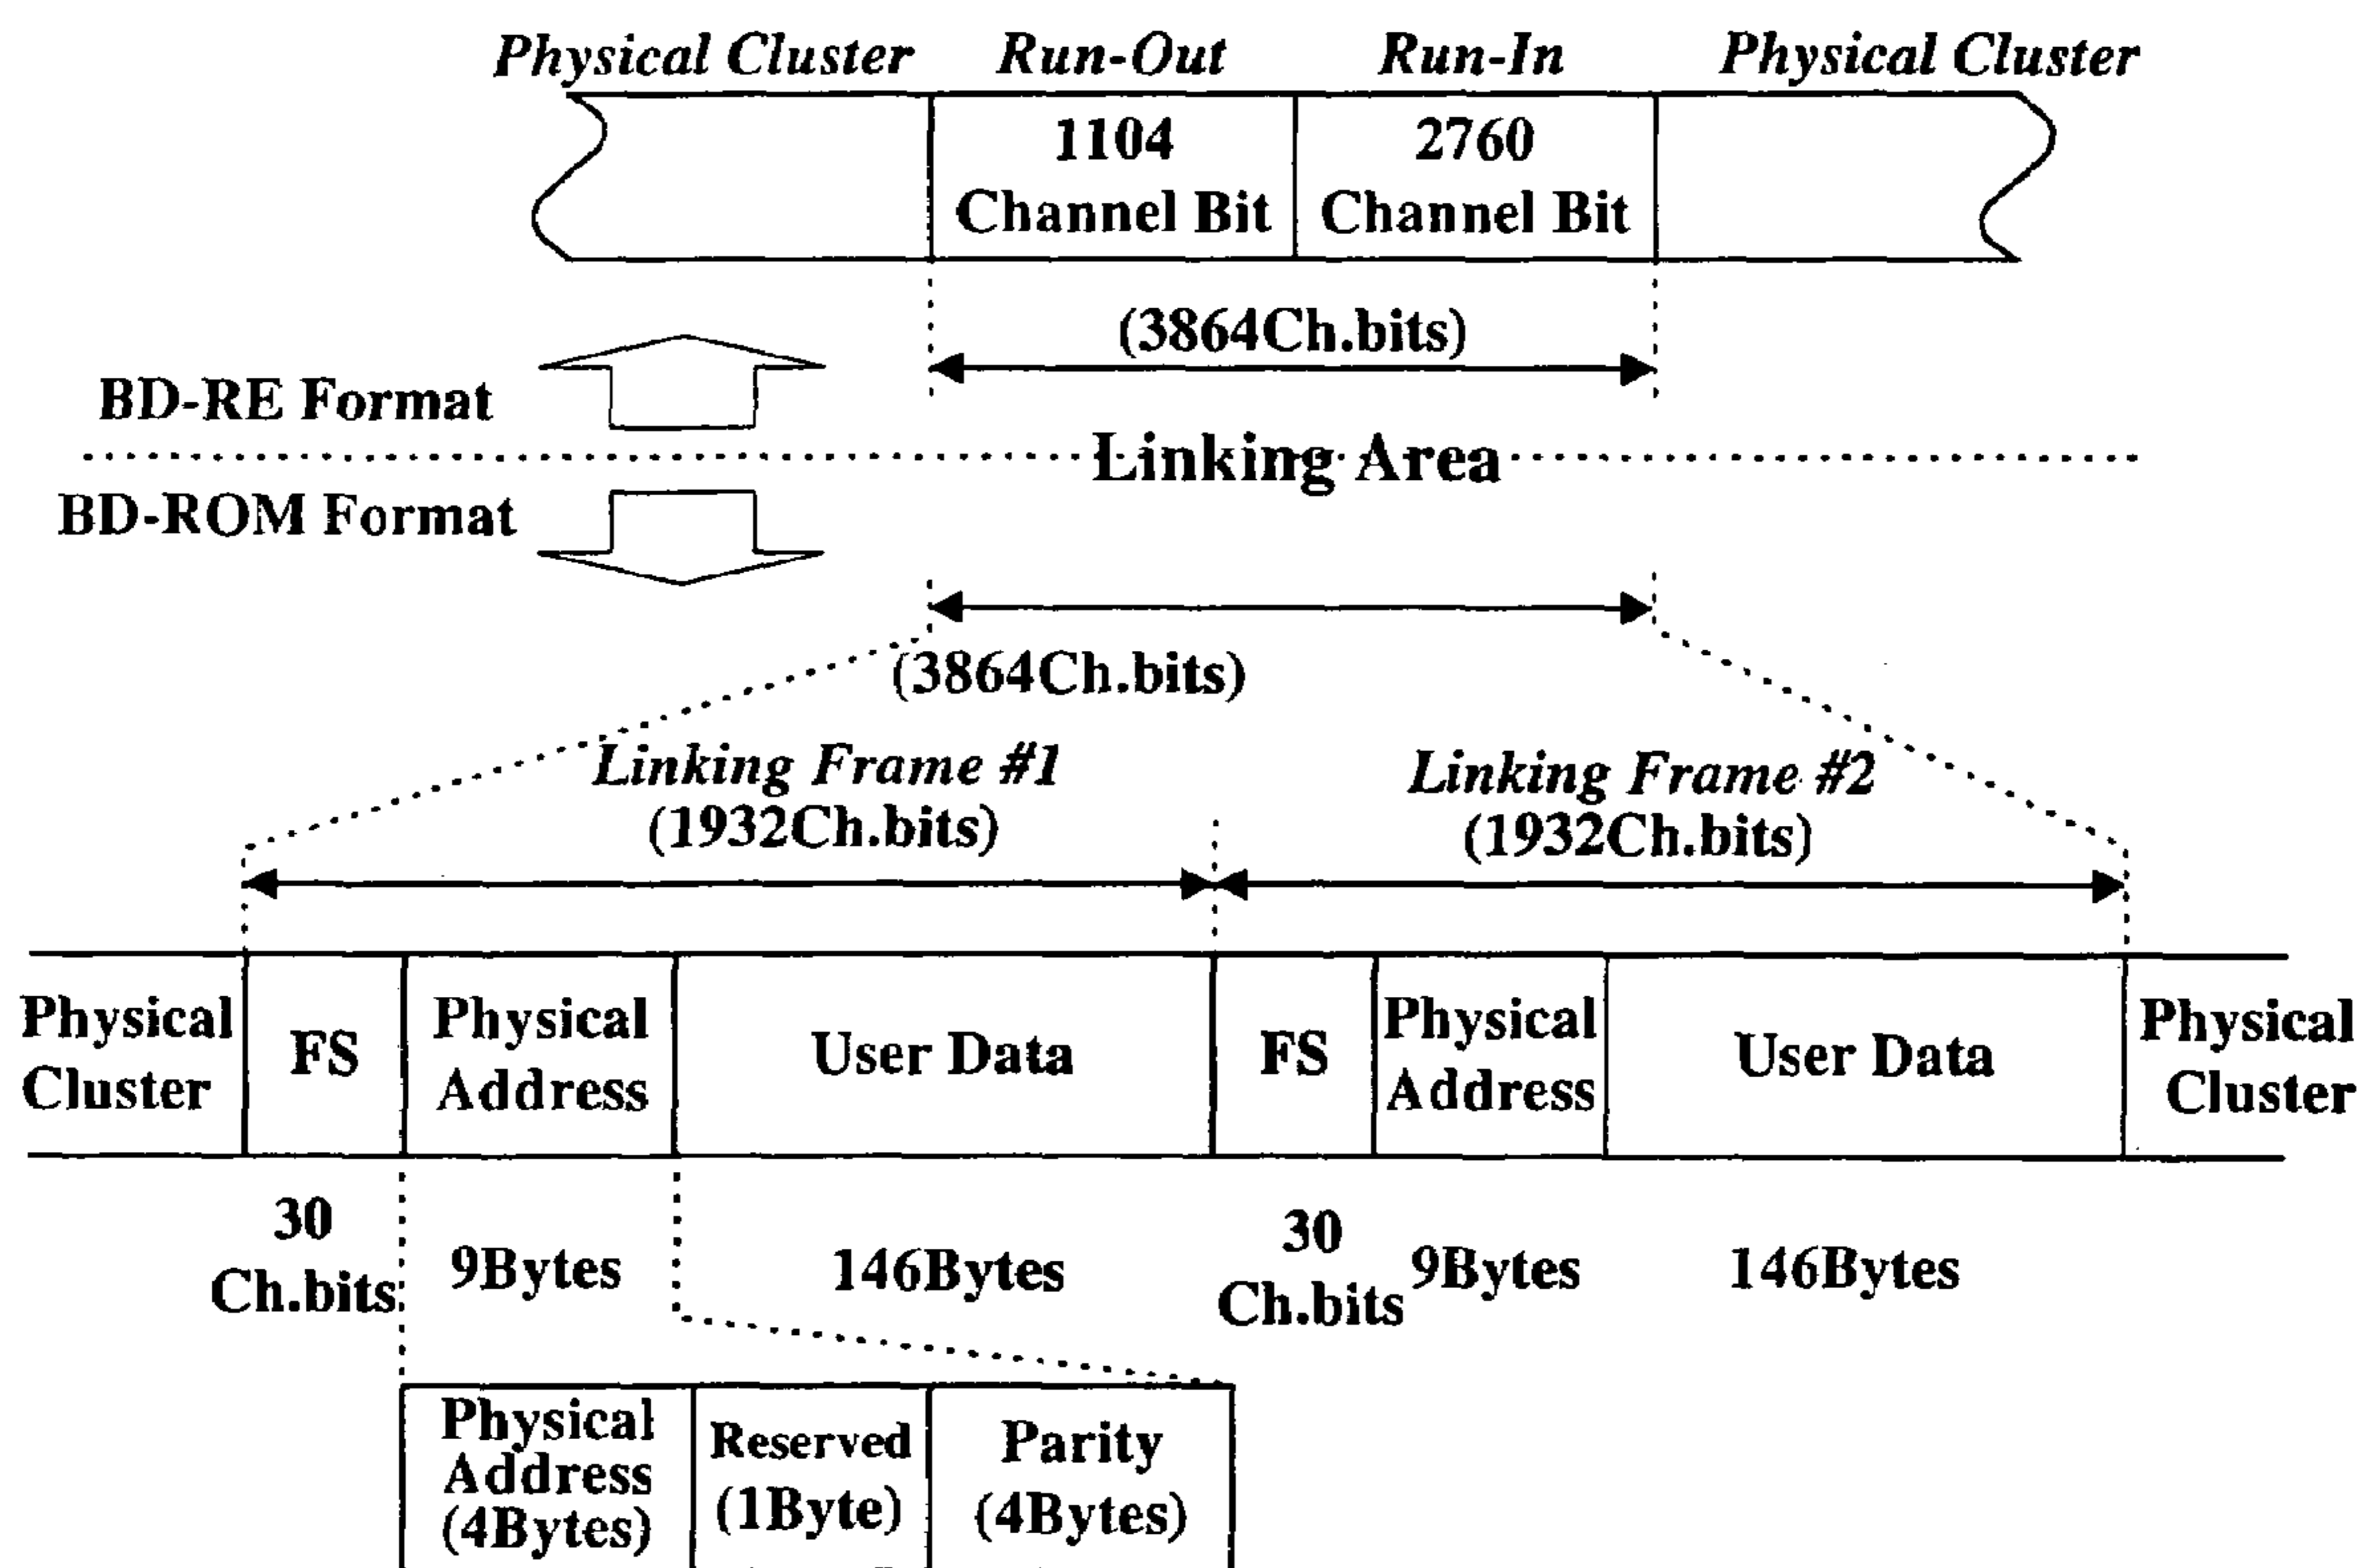 Physical Cluster Run-Out Run-In Physical Cluster
1104 2760
Channel Bit Channel Bit
(3864Ch.bits)
BD-RE Format
Linking Area
BD-ROM Format
(3864Ch.bits)
Linking Frame #1
(1932Ch.bits)
Linking Frame #2
(1932Ch.bits)
Physical
Cluster
FS
Physical
Address
User Data
FS
Physical
Address
User Data
Physical
Cluster
30
Ch.bits
9Bytes
146Bytes
30
Ch.bits
9Bytes
146Bytes
Physical
Address
(4Bytes)
Reserved
(1Byte)
Parity
(4Bytes)